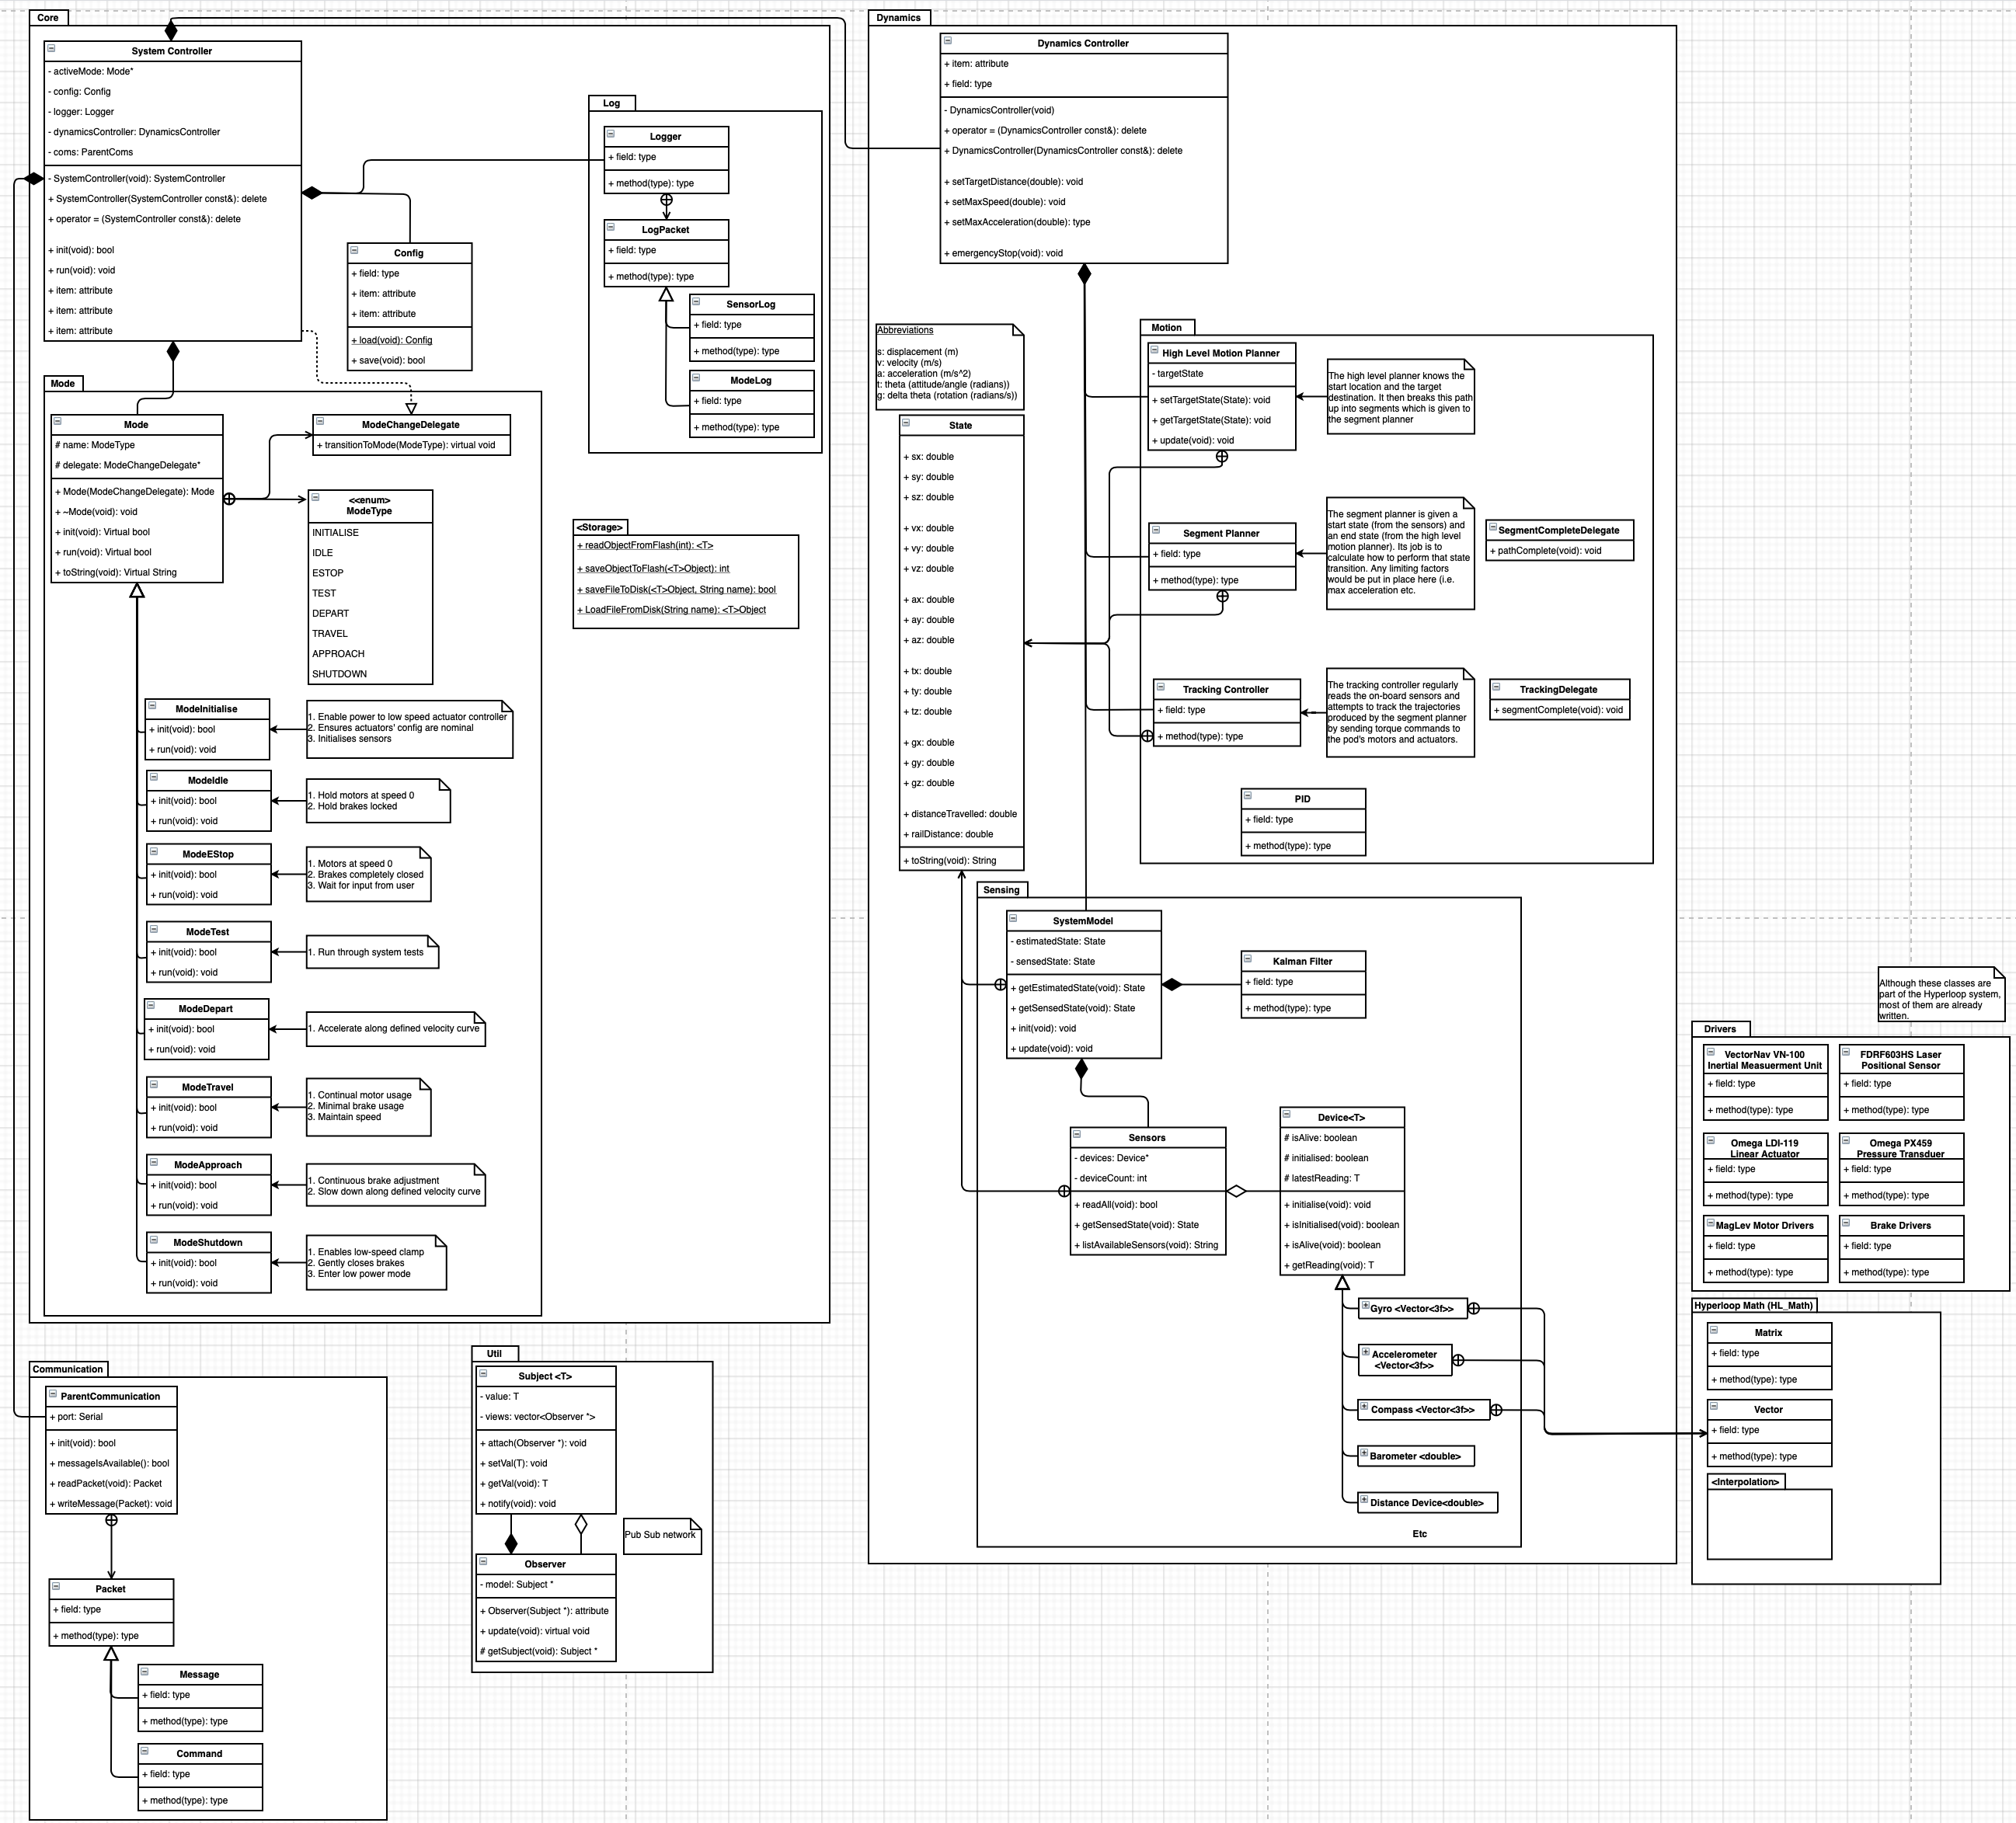 Core
System Controller
- activeMode: Mode*
- config: Config
- logger: Logger
- dynamicsController: DynamicsController
- coms: ParentComs
- SystemController(void): SystemController
+ SystemController(SystemController const&): delete
+ operator = (SystemController const&): delete
+ init(void): bool
+ run(void): void
+ item: attribute
+ item: attribute
+ item: attribute
Config
+ field: type
+ item: attribute
+ item: attribute
+ load(void): Config
+ save(void): bool
Log
Logger
+ field: type
+ method(type): type
LogPacket
+ field: type
+ method(type): type
SensorLog
+ field: type
+ method(type): type
ModeLog
+ field: type
+ method(type): type
Mode
Mode
# name: ModeType
# delegate: ModeChangeDelegate*
+ Mode(ModeChangeDelegate): Mode
+ ~Mode(void): void
+ init(void): Virtual bool
+ run(void): Virtual bool
+ toString(void): Virtual String
ModeChangeDelegate
+ transitionToMode(ModeType): virtual void
<<enum>>
ModeType
INITIALISE
IDLE
ESTOP
TEST
DEPART
TRAVEL
APPROACH
SHUTDOWN
<Storage>
+ readObjectFromFlash(int): <T>
+ saveObjectToFlash(<T>Object): int
+ saveFileToDisk(<T>Object, String name): bool
+ LoadFileFromDisk(String name): <T>Object
ModeInitialise
+ init(void): bool
+ run(void): void
1. Enable power to low speed actuator controller
2. Ensures actuators' config are nominal
3. Initialises sensors
ModeIdle
+ init(void): bool
+ run(void): void
1. Hold motors at speed 0
2. Hold brakes locked
ModeEStop
+ init(void): bool
+ run(void): void
1. Motors at speed 0
2. Brakes completely closed
3. Wait for input from user
ModeTest
+ init(void): bool
+ run(void): void
1. Run through system tests
ModeDepart
+ init(void): bool
+ run(void): void
1. Accelerate along defined velocity curve
ModeTravel
+ init(void): bool
+ run(void): void
1. Continual motor usage
2. Minimal brake usage
3. Maintain speed
ModeApproach
+ init(void): bool
+ run(void): void
1. Continuous brake adjustment
2. Slow down along defined velocity curve
ModeShutdown
+ init(void): bool
+ run(void): void
1. Enables low-speed clamp
2. Gently closes brakes
3. Enter low power mode
Communication
ParentCommunication
+ port: Serial
+ init(void): bool
+ messageIsAvailable(): bool
+ readPacket(void): Packet
+ writeMessage(Packet): void
Packet
+ field: type
+ method(type): type
Message
+ field: type
+ method(type): type
Command
+ field: type
+ method(type): type
Util
Subject <T>
- value: T
- views: vector<Observer *>
+ attach(Observer *): void
+ setVal(T): void
+ getVal(void): T
+ notify(void): void
Pub Sub network
Observer
- model: Subject *
+ Observer(Subject *): attribute
+ update(void): virtual void
# getSubject(void): Subject *
Dynamics
Dynamics Controller
+ item: attribute
+ field: type
- DynamicsController(void)
+ operator = (DynamicsController const&): delete
+ DynamicsController(DynamicsController const&): delete
+ setTargetDistance(double): void
+ setMaxSpeed(double): void
+ setMaxAcceleration(double): type
+ emergencyStop(void): void
Abbreviations
s: displacement (m)
v: velocity (m/s)
a: acceleration (m/s^2)
t: theta (attitude/angle (radians))
g: delta theta (rotation (radians/s))
State
+ sx: double
+ sy: double
+ sz: double
+ vx: double
+ vy: double
+ vz: double
+ ax: double
+ ay: double
+ az: double
+ tx: double
+ ty: double
+ tz: double
+ gx: double
+ gy: double
+ gz: double
+ distanceTravelled: double
+ railDistance: double
+ toString(void): String
Motion
High Level Motion Planner
- targetState
+ setTargetState(State): void
+ getTargetState(State): void
+ update(void): void
The high level planner knows the
start location and the target
destination. It then breaks this path
up into segments which is given to
the segment planner
Segment Planner
+ field: type
+ method(type): type
The segment planner is given a
start state (from the sensors) and
an end state (from the high level
motion planner). Its job is to
calculate how to perform that state
transition. Any limiting factors
would be put in place here (i.e.
max acceleration etc.
SegmentCompleteDelegate
+ pathComplete(void): void
Tracking Controller
+ field: type
+ method(type): type
The tracking controller regularly
reads the on-board sensors and
attempts to track the trajectories
produced by the segment planner
by sending torque commands to
the pod's motors and actuators.
TrackingDelegate
+ segmentComplete(void): void
PID
+ field: type
+ method(type): type
Sensing
SystemModel
- estimatedState: State
- sensedState: State
+ getEstimatedState(void): State
+ getSensedState(void): State
+ init(void): void
+ update(void): void
Kalman Filter
+ field: type
+ method(type): type
Sensors
- devices: Device*
- deviceCount: int
+ readAll(void): bool
+ getSensedState(void): State
+ listAvailableSensors(void): String
Device<T>
# isAlive: boolean
# initialised: boolean
# latestReading: T
+ initialise(void): void
+ isInitialised(void): boolean
+ isAlive(void): boolean
+ getReading(void): T
Gyro <Vector<3f>>
Accelerometer
<Vector<3f>>
Compass <Vector<3f>>
Barometer <double>
Distance Device<double>
Etc
Although these classes are
part of the Hyperloop system,
most of them are already
written.
Drivers
VectorNav VN-100
Inertial Measuerment Unit
+ field: type
+ method(type): type
FDRF603HS Laser
Positional Sensor
+ field: type
+ method(type): type
Omega LDI-119
Linear Actuator
+ field: type
+ method(type): type
Omega PX459
Pressure Transduer
+ field: type
+ method(type): type
MagLev Motor Drivers
+ field: type
+ method(type): type
Brake Drivers
+ field: type
+ method(type): type
Hyperloop Math (HL_Math)
Matrix
+ field: type
+ method(type): type
Vector
+ field: type
+ method(type): type
<Interpolation>